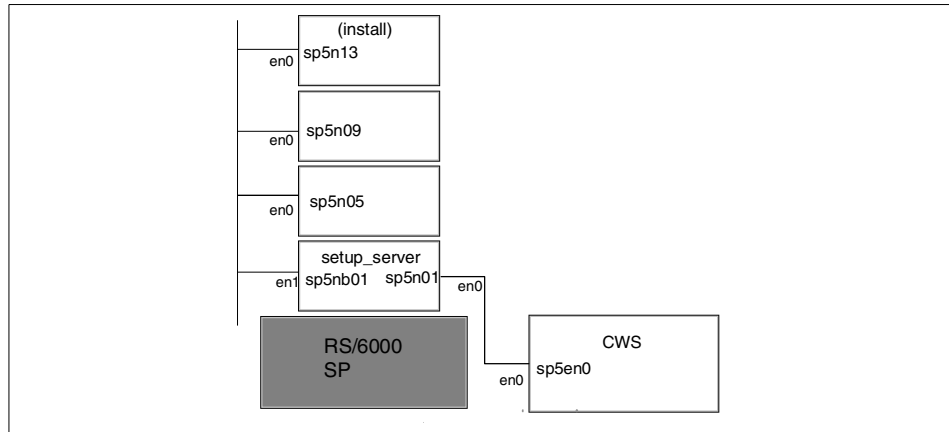 (install)
sp5n13
en0
sp5n09
en0
sp5n05
en0
setup_server
en1 sp5nb01 sp5n01 en0
RS/6000
SP
CWS
sp5en0
en0